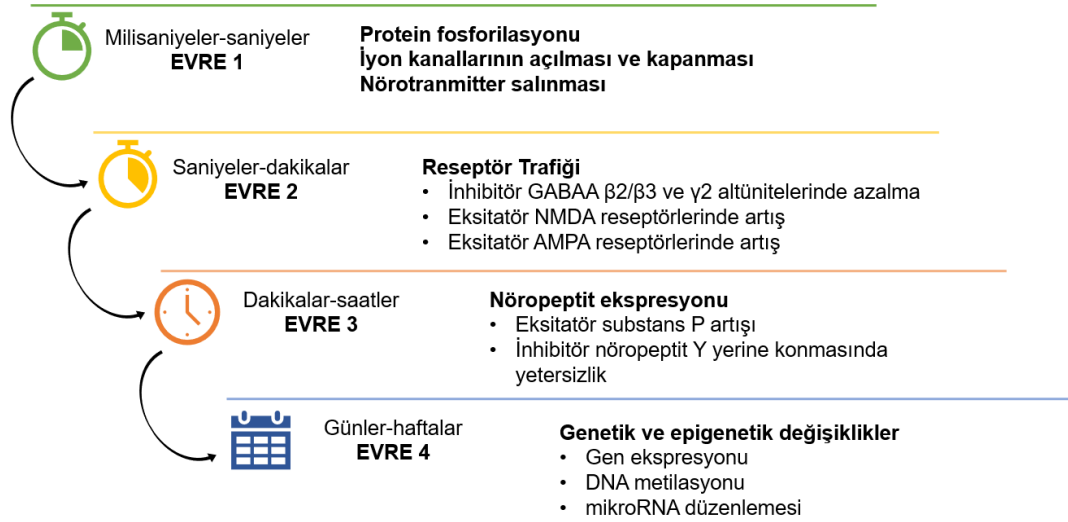 Milisaniyeler-saniyeler
EVRE 1
Protein fosforilasyonu
İyon kanallarının açılması ve kapanması
Nörotranmitter salınması
Saniyeler-dakikalar
EVRE 2
Reseptör Trafiği
• İnhibitör GABAA β2/β3 ve γ2 altünitelerinde azalma
• Eksitatör NMDA reseptörlerinde artış
• Eksitatör AMPA reseptörlerinde artış
Dakikalar-saatler
EVRE 3
Nöropeptit ekspresyonu
• Eksitatör substans P artışı
• İnhibitör nöropeptit Y yerine konmasında
yetersizlik
Günler-haftalar
EVRE 4
Genetik ve epigenetik değişiklikler
• Gen ekspresyonu
• DNA metilasyonu
• mikroRNA düzenlemesi